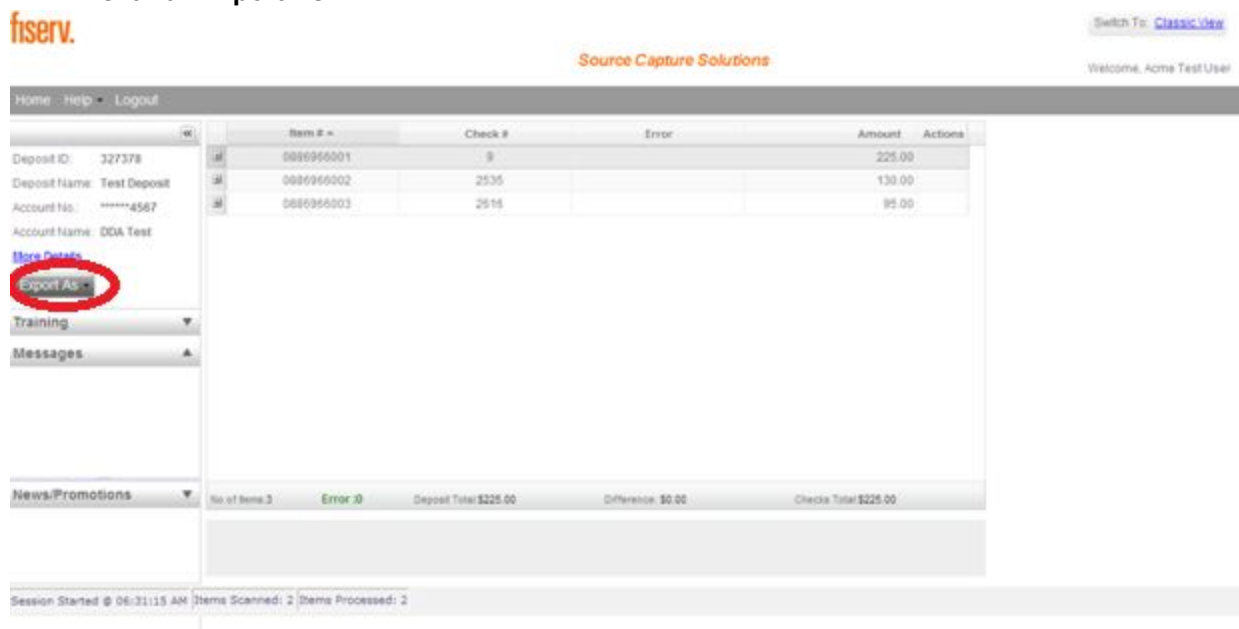 fiserv.
Switch To: Classic View
Source Capture Solutions
Welcome, Acme Test User
Home Help Logout
Item # Check # Error Amount Actions
Deposit ID: 327378
0886966001 9 225.00
Deposit Name: Test Deposit
0886966002 2535 130.00
Account No.: ******4567
0886966003 2616 95.00
Account Name: DDA Test
More Details
Export As
Training
Messages
News/Promotions
No of Items:3 Error :0 Deposit Total:$225.00 Difference: $0.00 Checks Total:$225.00
Session Started @ 06:31:15 AM Items Scanned: 2 Items Processed: 2